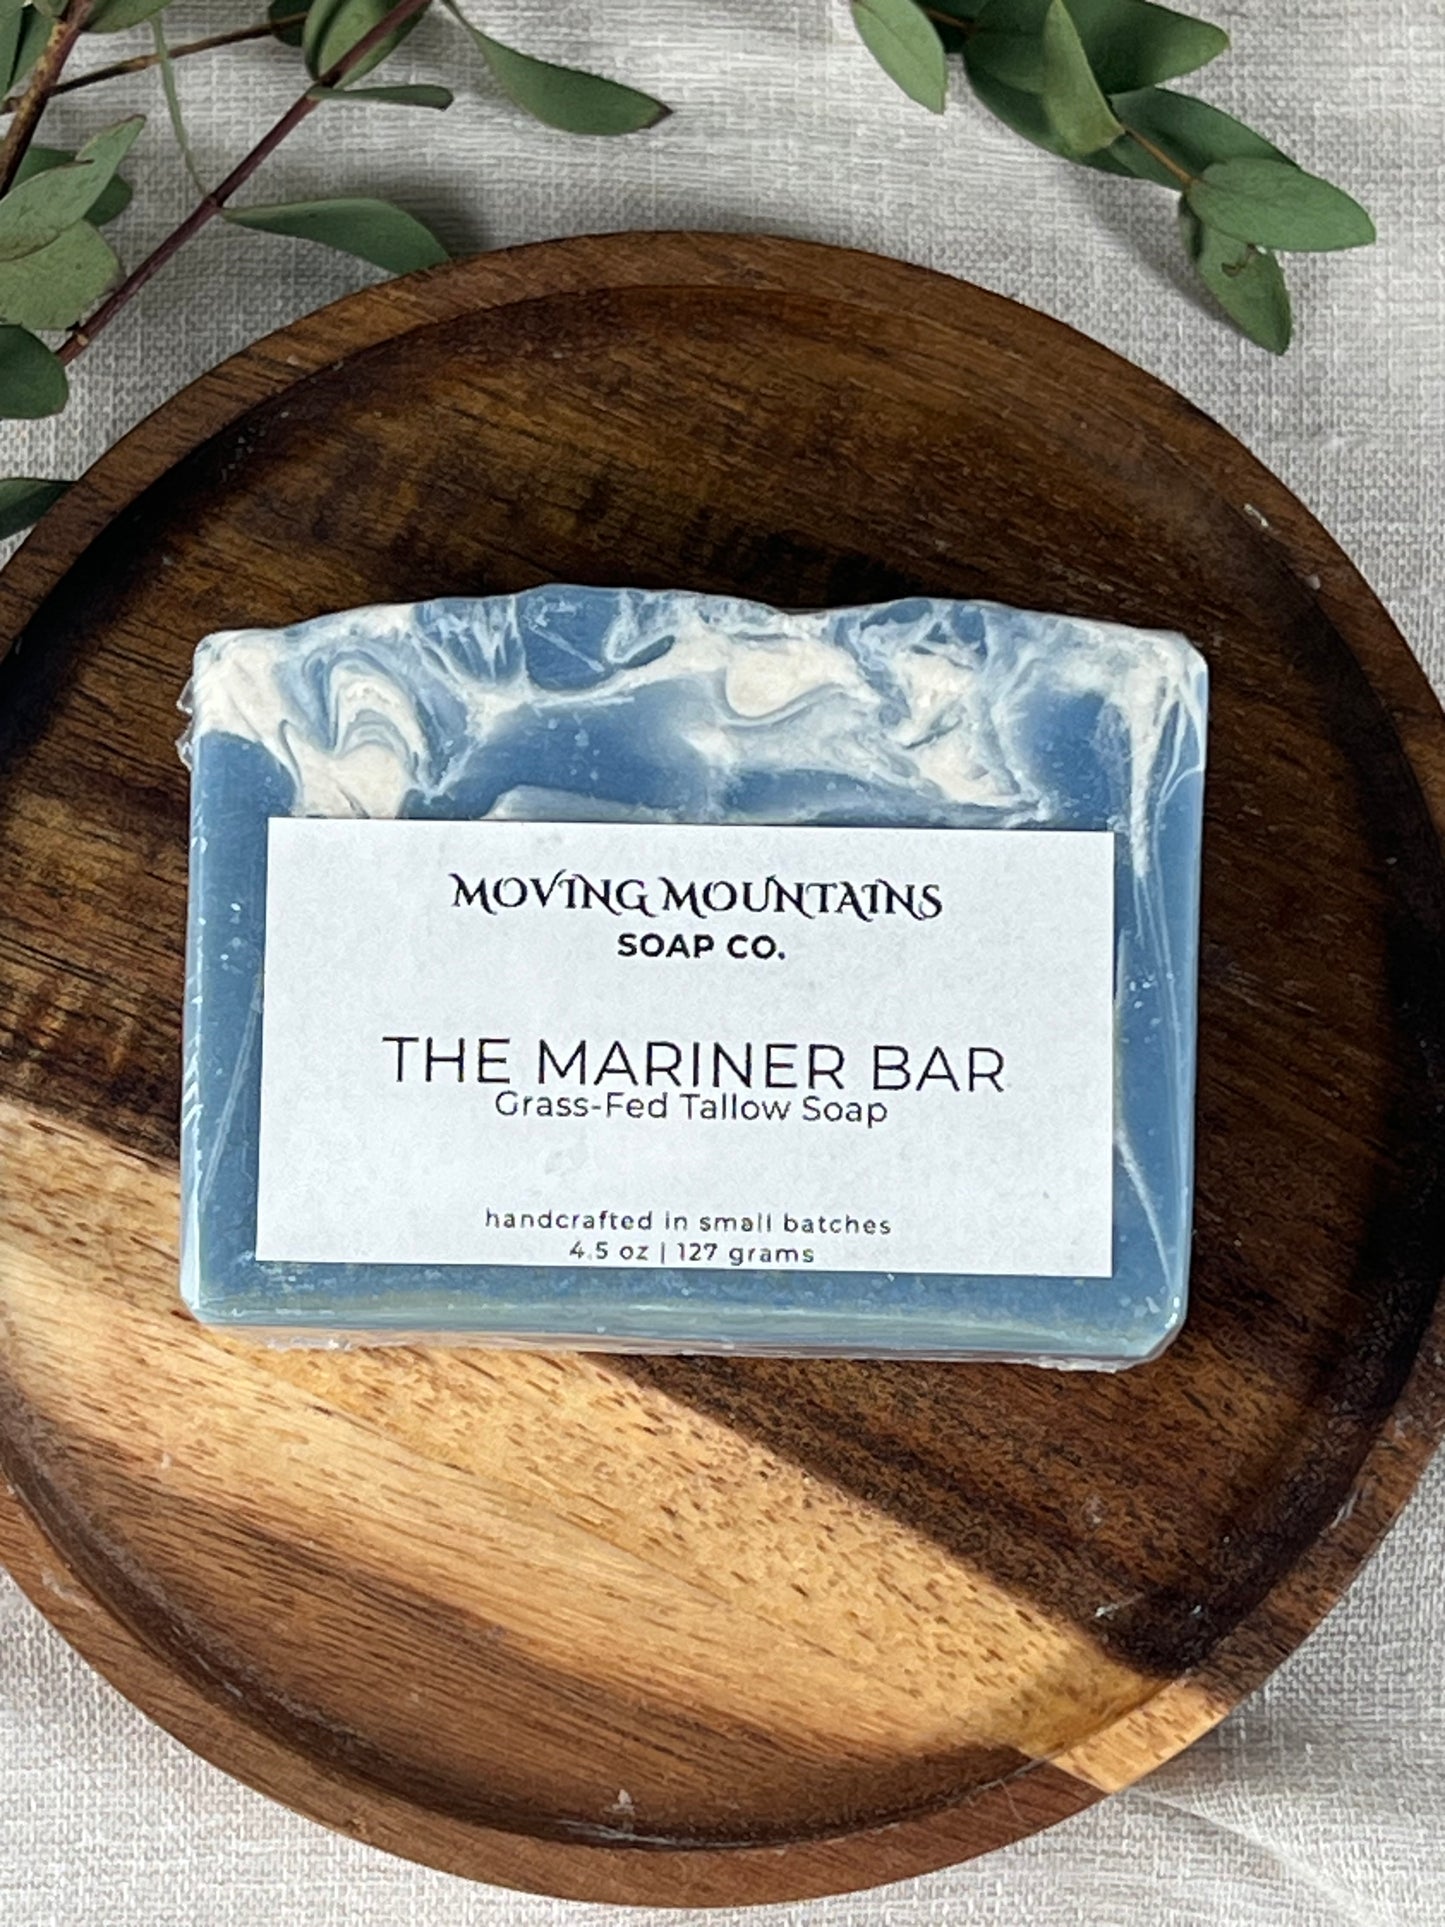 MOVING MOUNTAINS
SOAP CO.
THE MARINER BAR
Grass-Fed Tallow Soap
handcrafted in small batches
4.5 oz | 127 grams